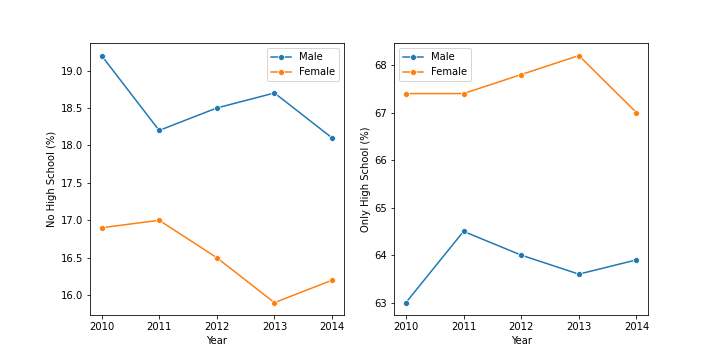 No High School (%)
19.0
18.5
18.0
17.5
17.0
16.5
16.0
2010 2011 2012 2013 2014
Year
Male
Female
Only High School (%)
68
67
66
65
64
63
2010 2011 2012 2013 2014
Year
Male
Female